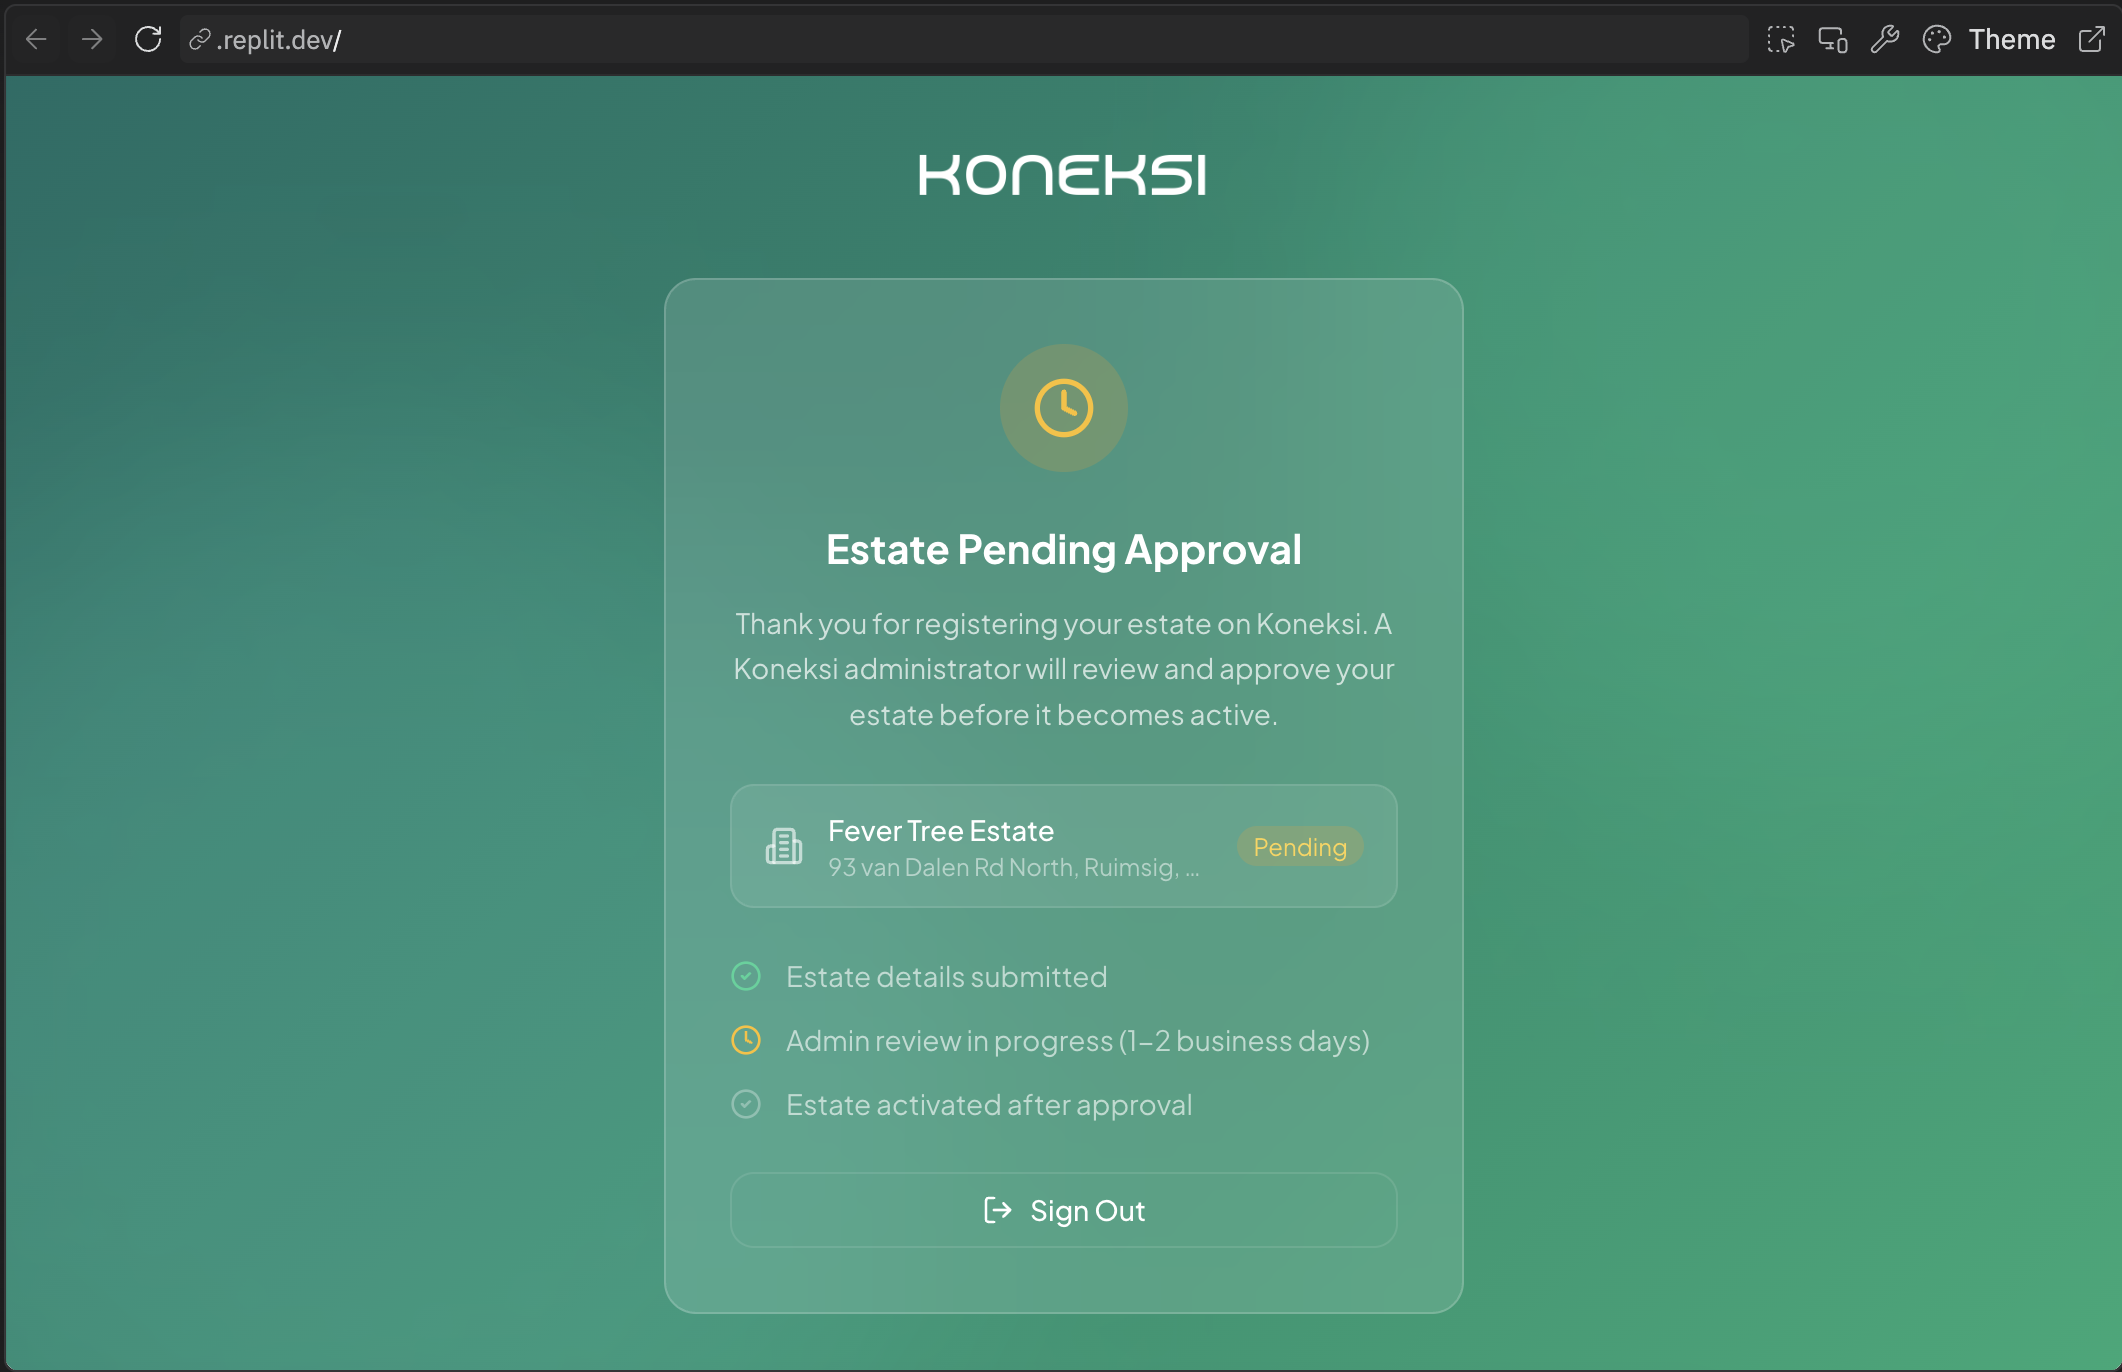 .replit.dev/
Theme
KONEKSI
Estate Pending Approval
Thank you for registering your estate on Koneksi. A
Koneksi administrator will review and approve your
estate before it becomes active.
Fever Tree Estate
93 van Dalen Rd North, Ruimsig, ...
Pending
Estate details submitted
Admin review in progress (1–2 business days)
Estate activated after approval
Sign Out